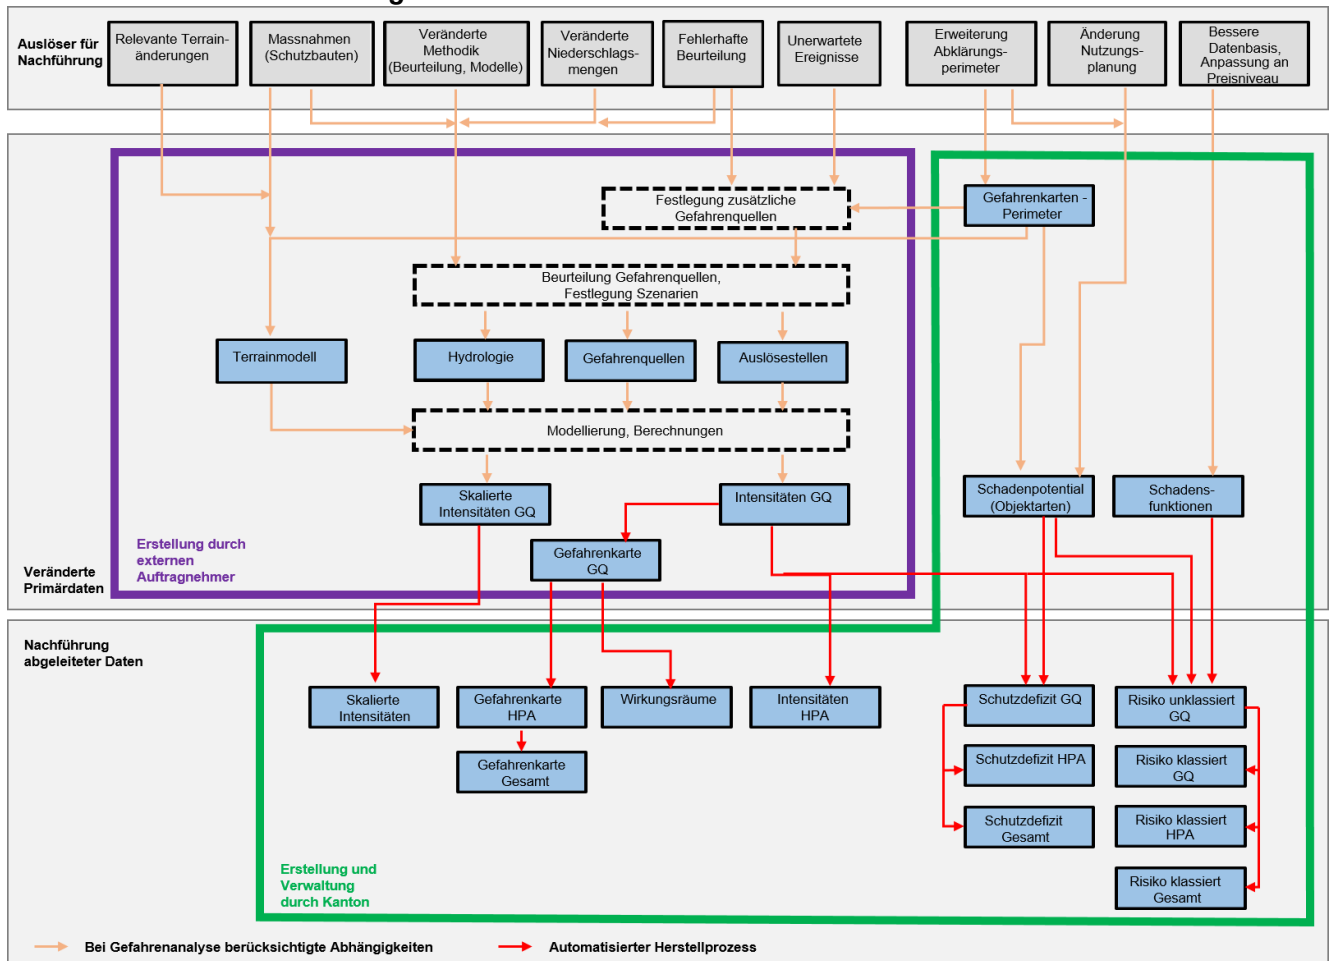 Auslöser für
Nachführung
Relevante Terrain-
änderungen
Massnahmen
(Schutzbauten)
Veränderte
Methodik
(Beurteilung, Modelle)
Veränderte
Niederschlags-
mengen
Fehlerhafte
Beurteilung
Unerwartete
Ereignisse
Erweiterung
Abklärungs-
perimeter
Änderung
Nutzungs-
planung
Bessere
Datenbasis,
Anpassung an
Preisniveau
Festlegung zusätzliche
Gefahrenquellen
Gefahrenkarten -
Perimeter
Beurteilung Gefahrenquellen,
Festlegung Szenarien
Terrainmodell
Hydrologie
Gefahrenquellen
Auslösestellen
Modellierung, Berechnungen
Skalierte
Intensitäten GQ
Intensitäten GQ
Schadenpotential
(Objektarten)
Schadens-
funktionen
Gefahrenkarte
GQ
Erstellung durch
externen
Auftragnehmer
Veränderte
Primärdaten
Nachführung
abgeleiteter Daten
Skalierte
Intensitäten
Gefahrenkarte
HPA
Wirkungsräume
Intensitäten
HPA
Schutzdefizit GQ
Risiko unklassiert
GQ
Gefahrenkarte
Gesamt
Schutzdefizit HPA
Risiko klassiert
GQ
Schutzdefizit
Gesamt
Risiko klassiert
HPA
Risiko klassiert
Gesamt
Erstellung und
Verwaltung
durch Kanton
Bei Gefahrenanalyse berücksichtigte Abhängigkeiten
Automatisierter Herstellprozess